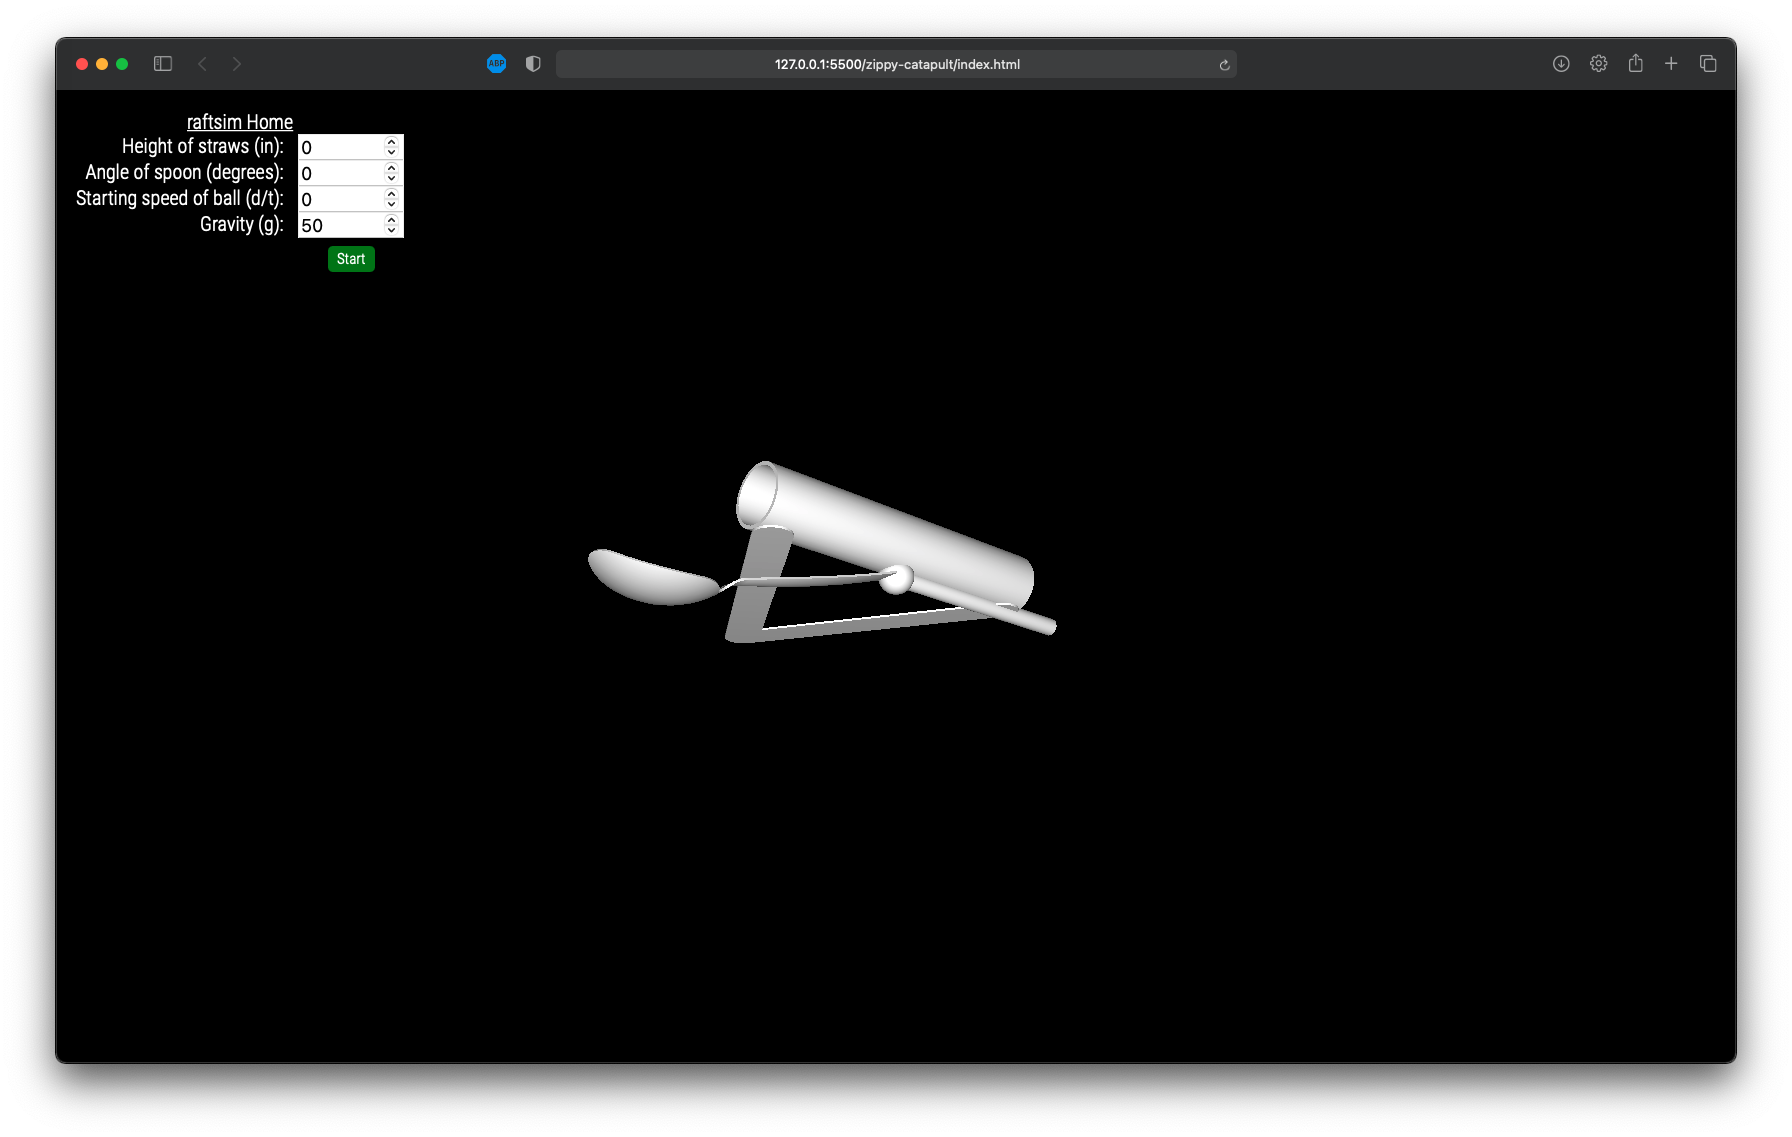 ABP
127.0.0.1:5500/zippy-catapult/index.html
raftsim Home
Height of straws (in): 0
Angle of spoon (degrees): 0
Starting speed of ball (d/t): 0
Gravity (g): 50
Start